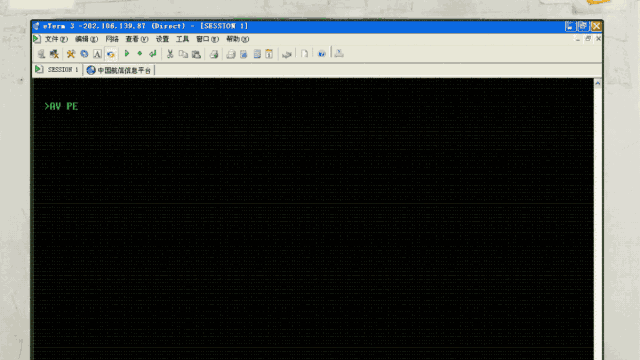 eTerm 3 -202.106.139.87 (Direct) - [SESSION 1]
文件(F) 编辑(E) 网络 查看(V) 设置 工具 窗口(W) 帮助(H)
SESSION 1 中国航信信息平台
>AV PE